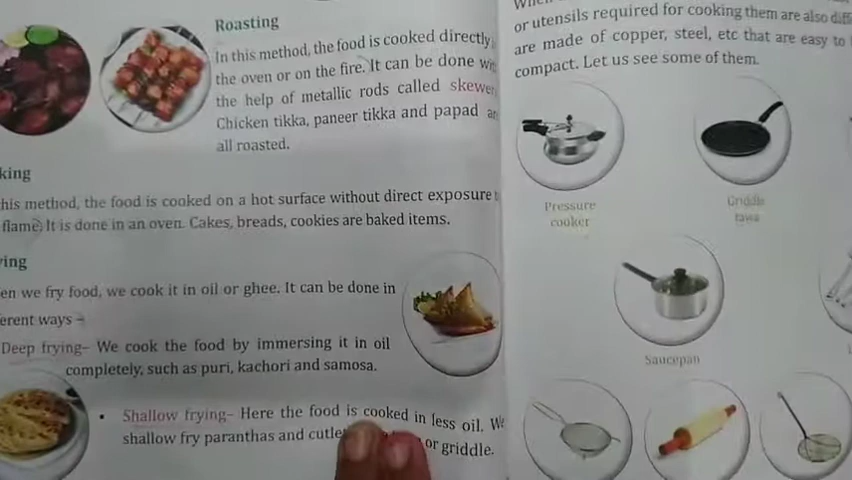 Roasting
In this method, the food is cooked directly
the oven or on the fire. It can be done
the help of metallic rods called
Chicken tikka, paneer tikka and papad
all roasted.
king
his method, the food is cooked on a hot surface without direct exposure
flame. It is done in an oven. Cakes, breads, cookies are baked items.
ying
en we fry food, we cook it in oil or ghee. It can be done in
erent ways –
Deep frying– We cook the food by immersing it in oil
completely, such as puri, kachori and samosa.
• Shallow frying– Here the food is cooked in less oil.
shallow fry paranthas and or griddle.
or utensils required for cooking them are also
are made of copper, steel, etc that are easy to
compact. Let us see some of them.
Pressure
cooker
Griddle
tawa
Saucepan